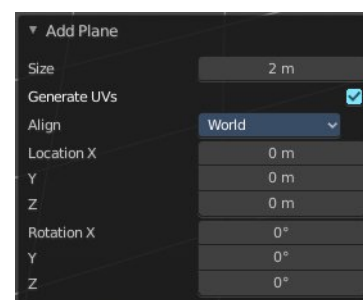 Add Plane
Size 2 m
Generate UVs
Align World
Location X 0 m
Y 0 m
Z 0 m
Rotation X 0°
Y 0°
Z 0°